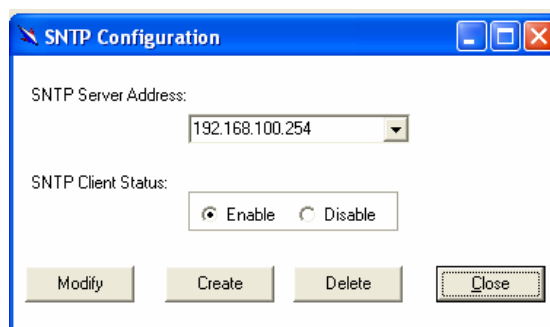 SNTP Configuration
SNTP Server Address:
192.168.100.254
SNTP Client Status:
Enable Disable
Modify Create Delete Close